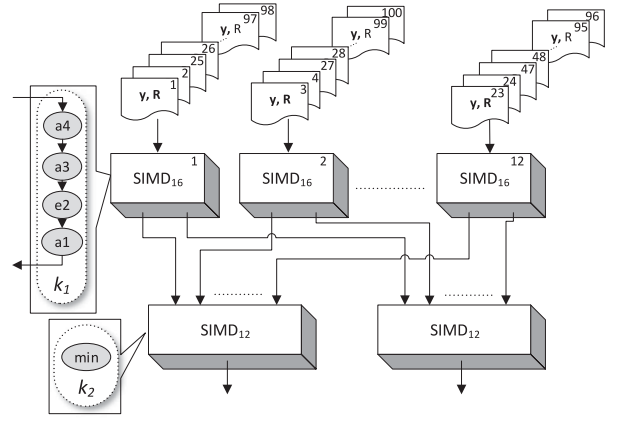 98
97
y, R
26
25
2
1
y, R
100
99
y, R
28
27
4
3
y, R
96
95
y, R
48
47
24
23
y, R
a4
a3
e2
a1
k1
1
SIMD16
2
SIMD16
12
SIMD16
SIMD12
SIMD12
min
k2